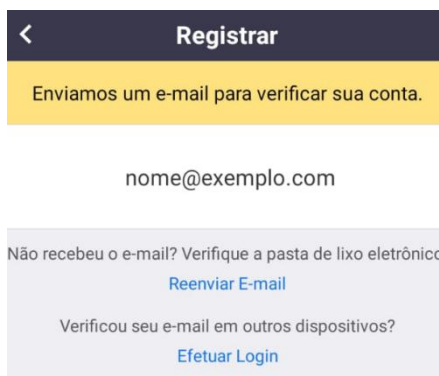 Registrar
Enviamos um e-mail para verificar sua conta.
nome@exemplo.com
Não recebeu o e-mail? Verifique a pasta de lixo eletrônico
Reenviar E-mail
Verificou seu e-mail em outros dispositivos?
Efetuar Login